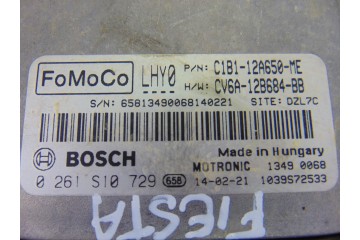 FoMoCo LHY0 P/N: C1B1-12A650-ME
H/W: CV6A-12B684-BB
S/N: 65813490068140221 SITE: DZL7C
BOSCH Made in Hungary
MOTRONIC 1349 0068
0 261 S10 729 65B 14-02-21 1039S72533
FIESTA